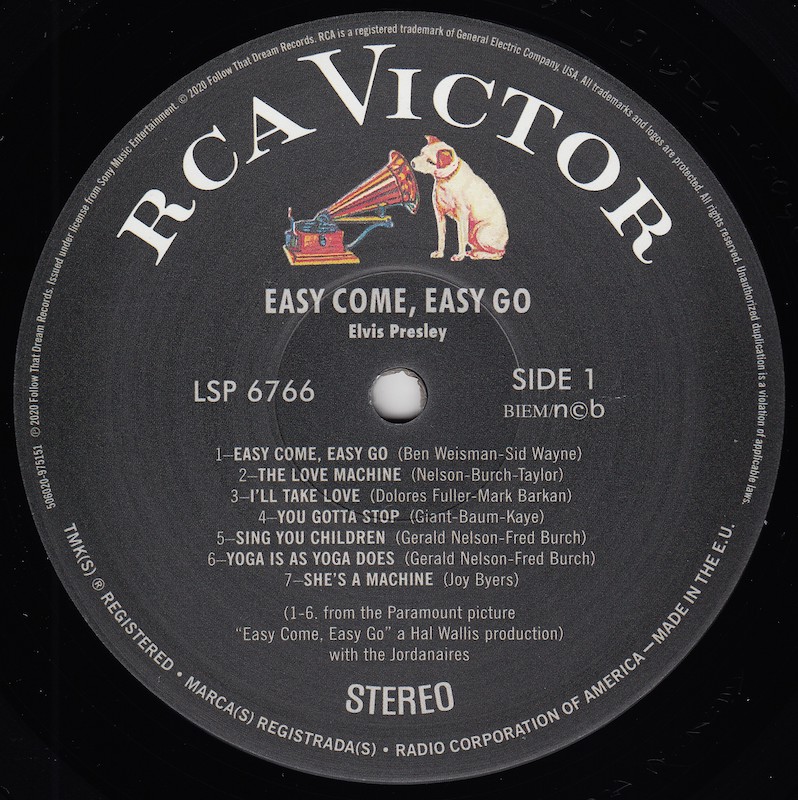 RCA VICTOR
EASY COME, EASY GO
Elvis Presley
LSP 6766
SIDE 1
BIEM/n©b
1–EASY COME, EASY GO (Ben Weisman-Sid Wayne)
2–THE LOVE MACHINE (Nelson-Burch-Taylor)
3–I'LL TAKE LOVE (Dolores Fuller-Mark Barkan)
4–YOU GOTTA STOP (Giant-Baum-Kaye)
5–SING YOU CHILDREN (Gerald Nelson-Fred Burch)
6–YOGA IS AS YOGA DOES (Gerald Nelson-Fred Burch)
7–SHE'S A MACHINE (Joy Byers)
(1-6. from the Paramount picture
"Easy Come, Easy Go" a Hal Wallis production)
with the Jordanaires
STEREO
506020-975151 ℗ 2020 Follow That Dream Records. Issued under license from Sony Music Entertainment. © 2020 Follow That Dream Records. RCA is a registered trademark of General Electric Company, USA. All trademarks and logos are protected. All rights reserved. Unauthorized duplication is a violation of applicable laws.
TMK(S) ® REGISTERED • MARCA(S) REGISTRADA(S) • RADIO CORPORATION OF AMERICA — MADE IN THE E.U.